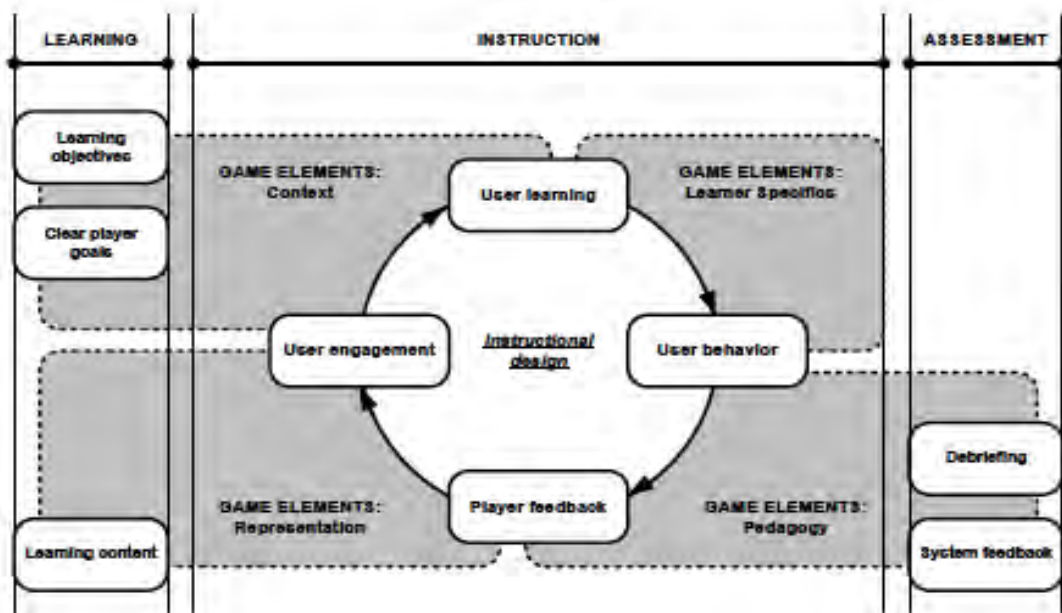 LEARNING
INSTRUCTION
ASSESSMENT
Learning
objectives
GAME ELEMENTS:
Context
User learning
GAME ELEMENTS:
Learner Specifics
Clear player
goals
User engagement
Instructional
design
User behavior
Debriefing
GAME ELEMENTS:
Representation
Player feedback
GAME ELEMENTS:
Pedagogy
Learning content
System feedback